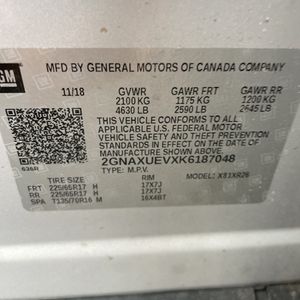 GM
MFD BY GENERAL MOTORS OF CANADA COMPANY
11/18 GVWR GAWR FRT GAWR RR
2100 KG 1175 KG 1200 KG
4630 LB 2590 LB 2645 LB
THIS VEHICLE CONFORMS TO ALL APPLICABLE U.S. FEDERAL MOTOR VEHICLE SAFETY AND THEFT PREVENTION STANDARDS IN EFFECT ON THE DATE OF MANUFACTURE SHOWN ABOVE.
2GNAXUEVXK6187048
TYPE: M.P.V. MODEL: X81XR26
TIRE SIZE RIM
FRT 225/65R17 H 17X7J
RR 225/65R17 H 17X7J
SPA T135/70R16 M 16X4BT